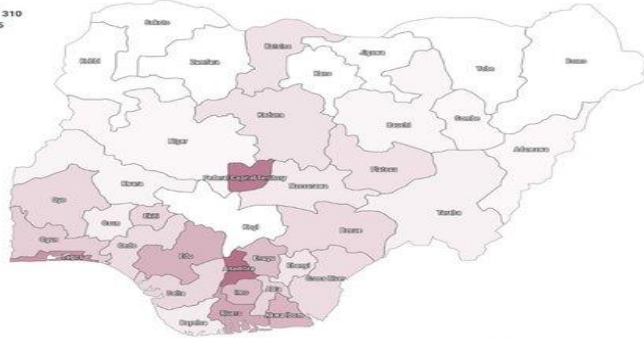 310
Sokoto
Katsina
Jigawa
Kebbi
Zamfara
Kano
Yobe
Borno
Kaduna
Bauchi
Gombe
Niger
Adamawa
Plateau
Federal Capital Territory
Nassarawa
Kwara
Oyo
Taraba
Ekiti
Kogi
Benue
Osun
Ogun
Ondo
Edo
Enugu
Ebonyi
Lagos
Anambra
Cross River
Delta
Imo
Abia
Rivers
Akwa Ibom
Bayelsa